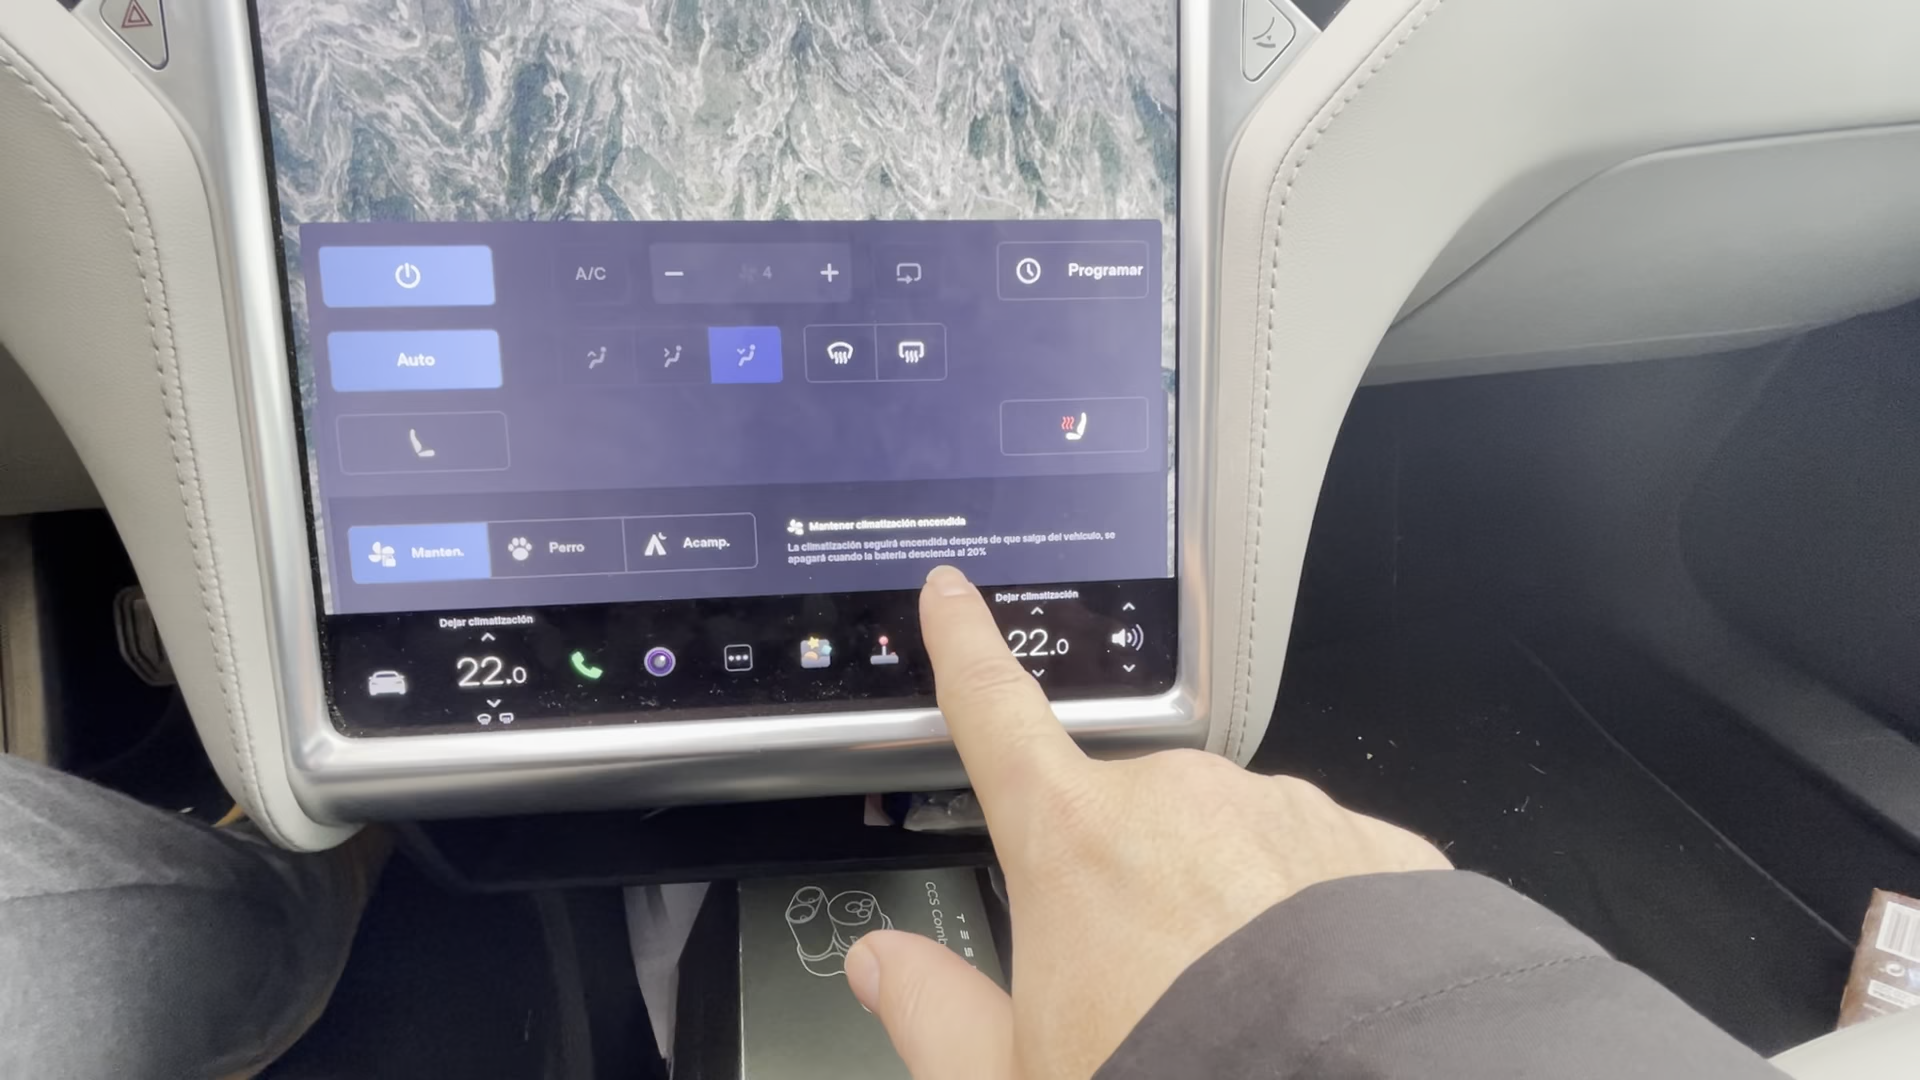 A/C
4
Programar
Auto
Manten.
Perro
Acamp.
Mantener climatización encendida
La climatización seguirá encendida después de que salga del vehículo, se
apagará cuando la batería descienda al 20%
Dejar climatización
22.0
Dejar climatización
22.0
CCS Comb
TES